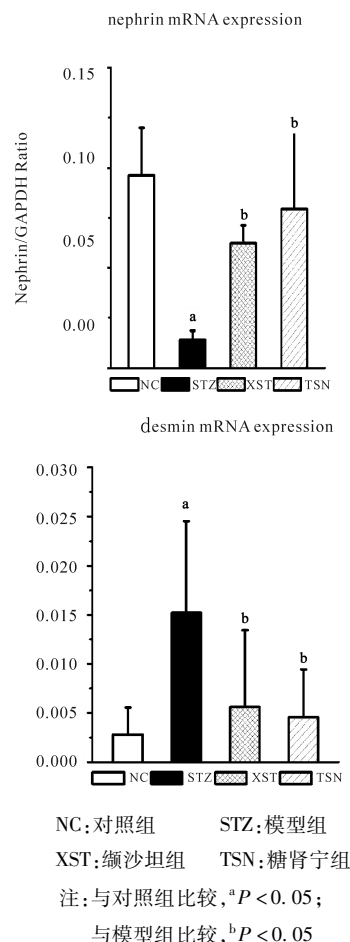 nephrin mRNA expression
0.15
0.10
0.05
0.00
Nephrin/GAPDH Ratio
b
b
a
NC STZ XST TSN
desmin mRNA expression
0.030
0.025
0.020
0.015
0.010
0.005
0.000
a
b
b
NC STZ XST TSN
NC:对照组 STZ:模型组
XST:缬沙坦组 TSN:糖肾宁组
注:与对照组比较,ᵃP<0.05;
与模型组比较,ᵇP<0.05